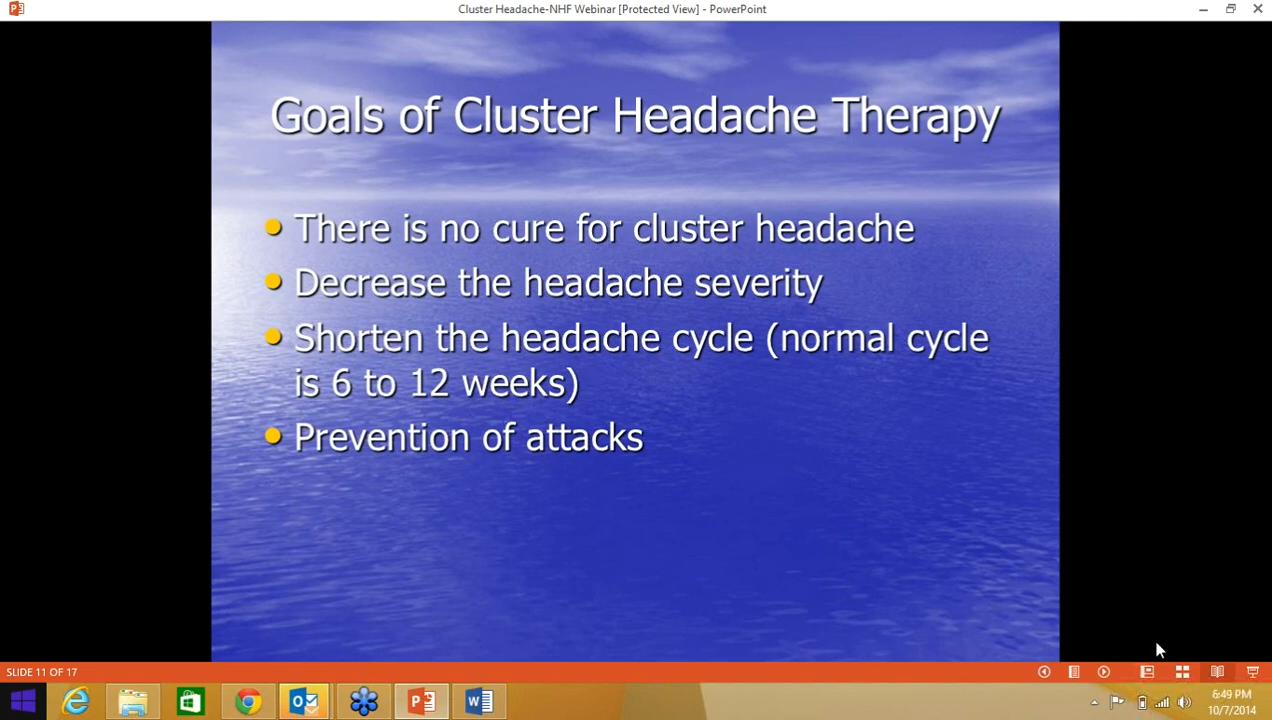 Cluster Headache-NHF Webinar [Protected View] - PowerPoint
Goals of Cluster Headache Therapy
• There is no cure for cluster headache
• Decrease the headache severity
• Shorten the headache cycle (normal cycle
is 6 to 12 weeks)
• Prevention of attacks
SLIDE 11 OF 17
6:49 PM
10/7/2014